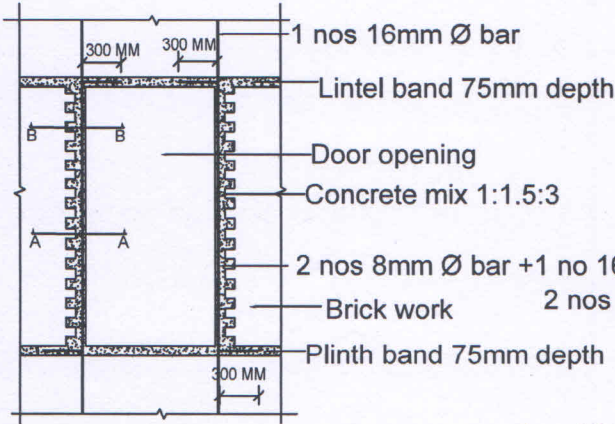 300 MM
300 MM
1 nos 16mm Ø bar
Lintel band 75mm depth
B
B
Door opening
Concrete mix 1:1.5:3
A
A
2 nos 8mm Ø bar +1 no 16
2 nos
Brick work
Plinth band 75mm depth
300 MM